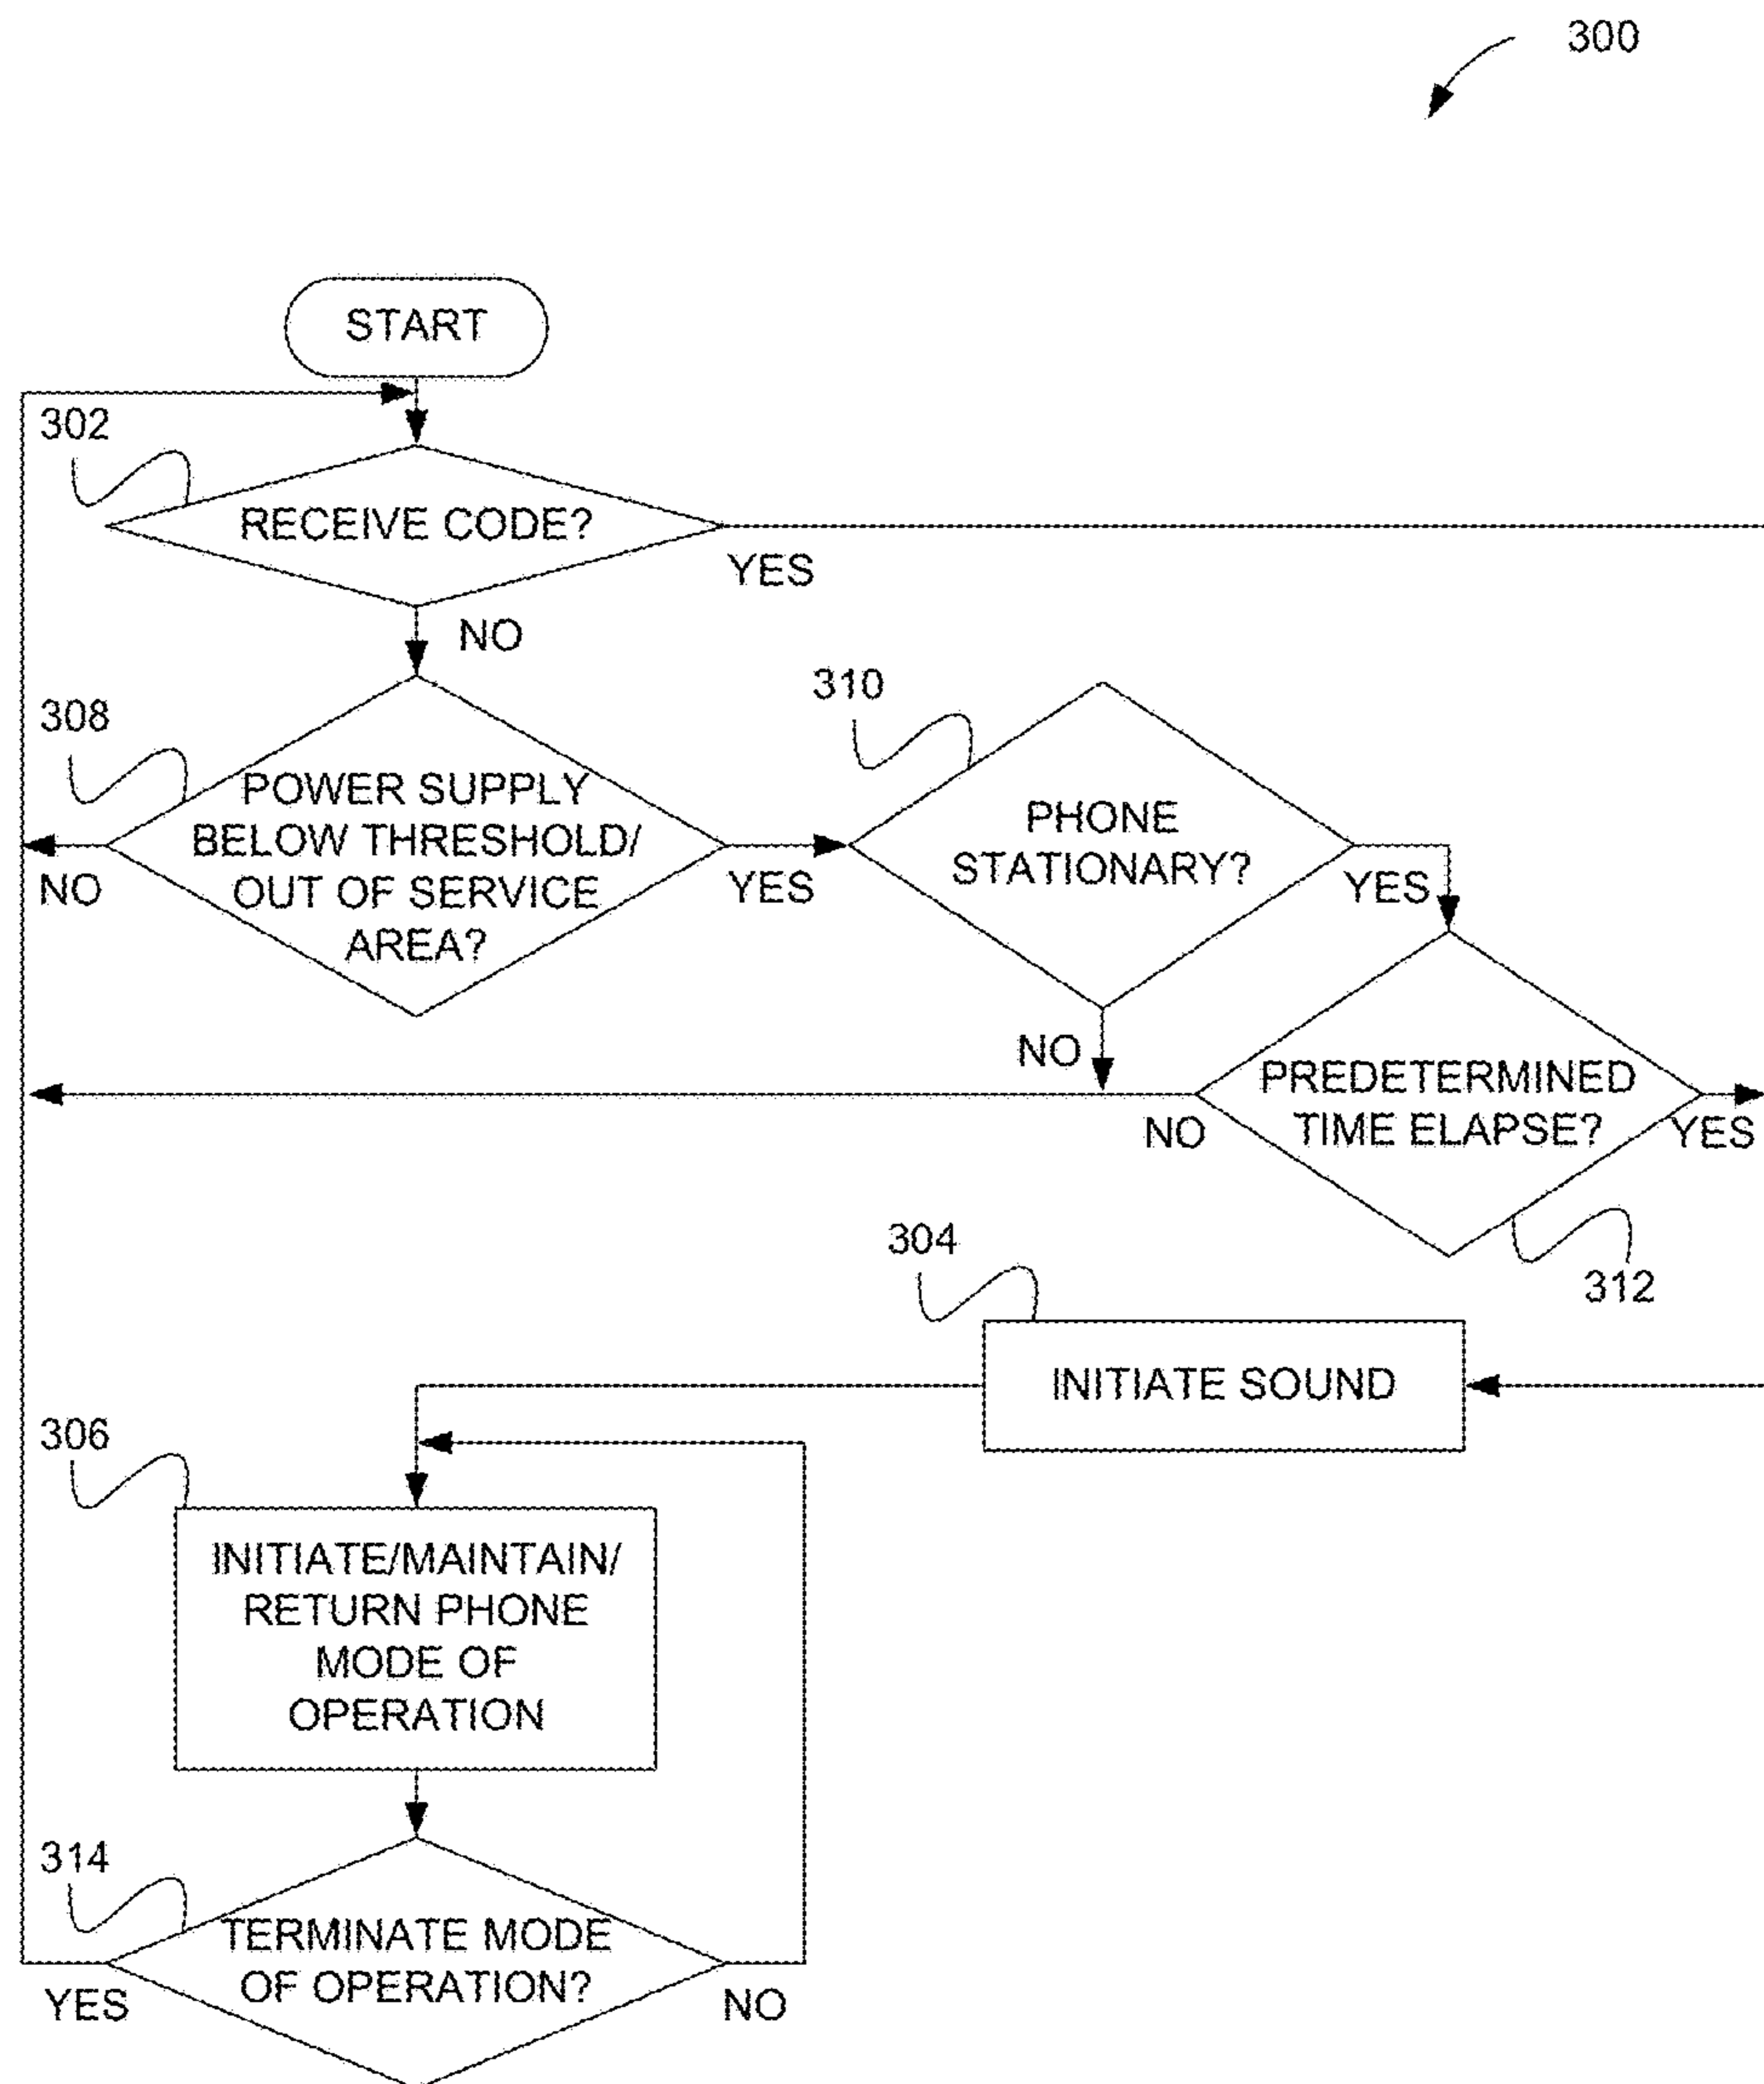 300
START
302
RECEIVE CODE?
YES
NO
308
POWER SUPPLY
BELOW THRESHOLD/
OUT OF SERVICE
AREA?
NO
YES
310
PHONE
STATIONARY?
YES
NO
PREDETERMINED
TIME ELAPSE?
NO
YES
312
304
INITIATE SOUND
306
INITIATE/MAINTAIN/
RETURN PHONE
MODE OF
OPERATION
314
TERMINATE MODE
OF OPERATION?
YES
NO